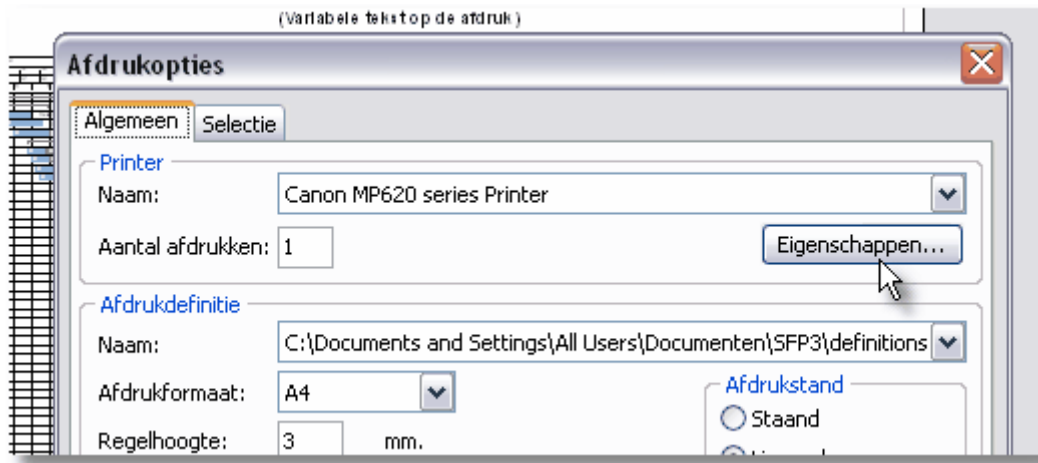 (Variabele tekst op de afdruk)
Afdrukopties
Algemeen Selectie
Printer
Naam: Canon MP620 series Printer
Aantal afdrukken: 1 Eigenschappen...
Afdrukdefinitie
Naam: C:\Documents and Settings\All Users\Documenten\SFP3\definitions
Afdrukformaat: A4 Afdrukstand
Staand
Regelhoogte: 3 mm.